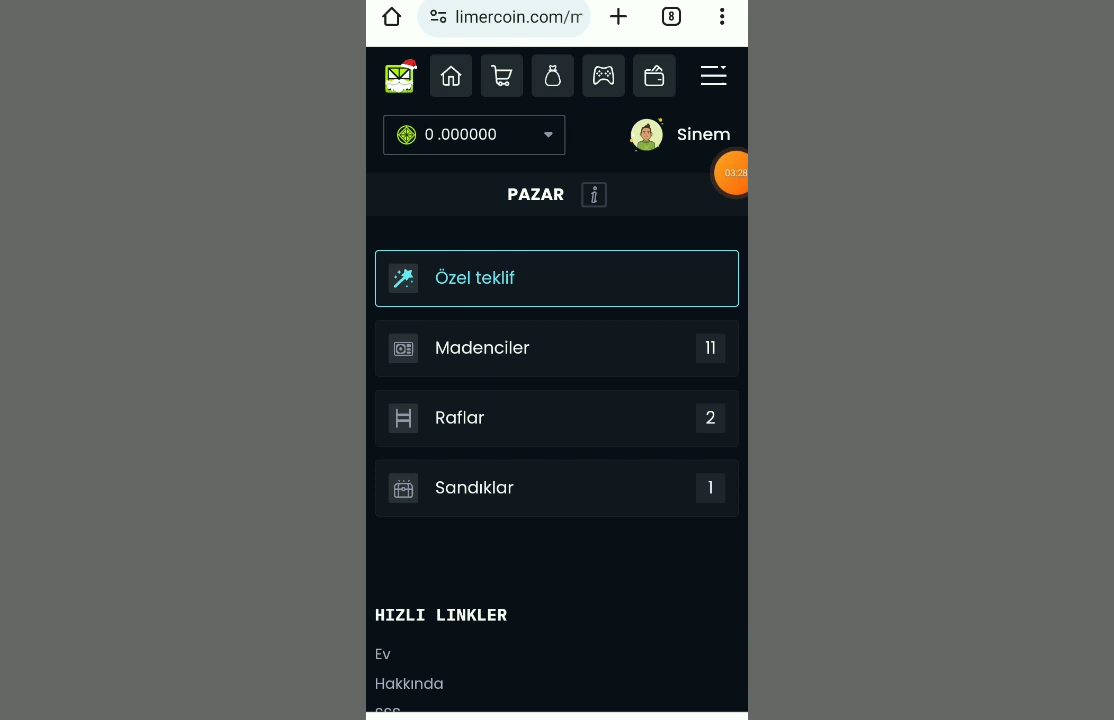 limercoin.com/m
8
0 .000000
Sinem
03:28
PAZAR i
Özel teklif
Madenciler 11
Raflar 2
Sandıklar 1
HIZLI LINKLER
Ev
Hakkında
SSS